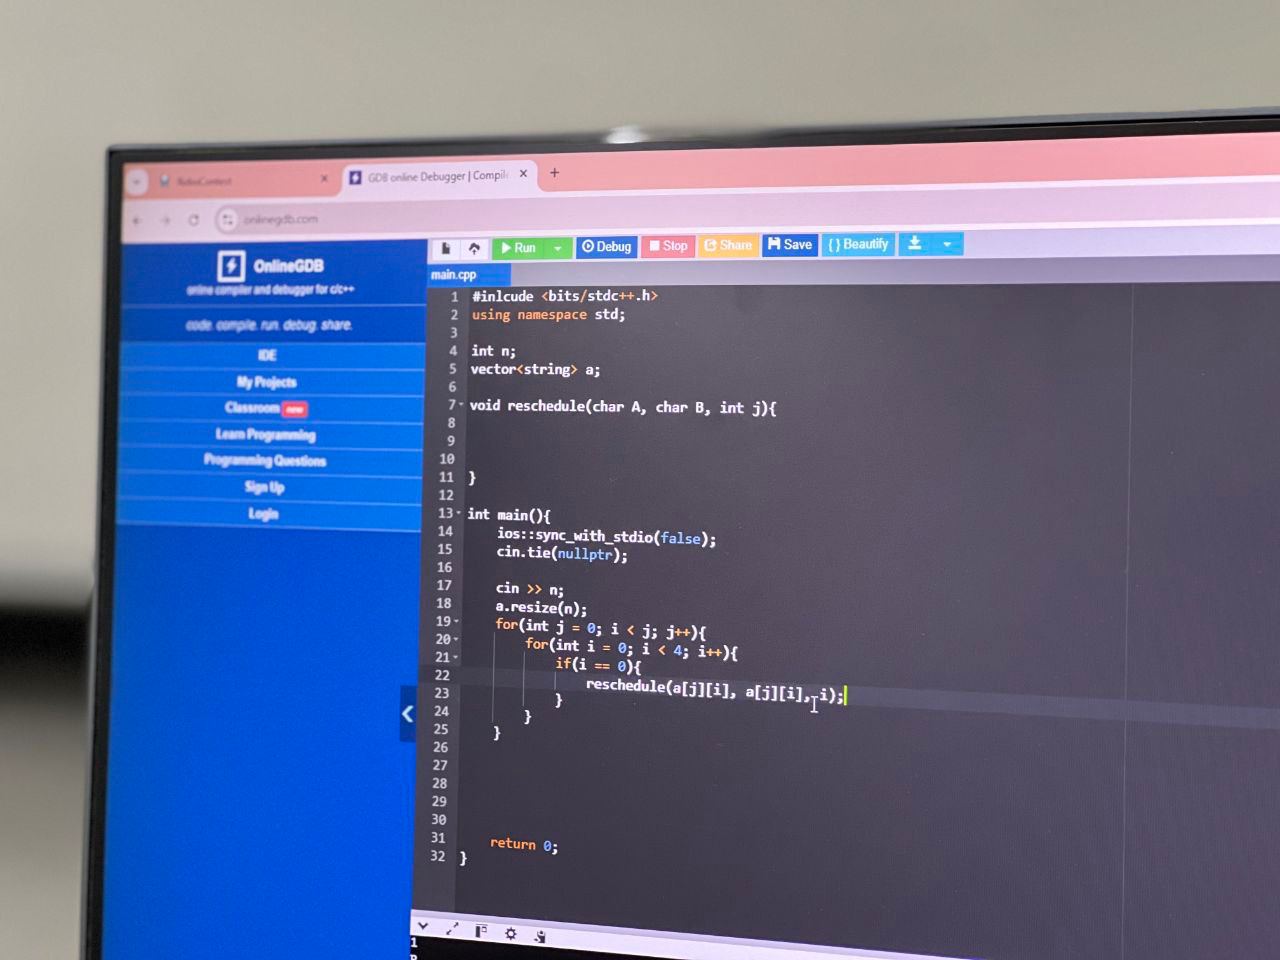 RoboContest
GDB online Debugger | Compil
onlinegdb.com
OnlineGDB
online compiler and debugger for c/c++
code. compile. run. debug. share.
IDE
My Projects
Classroom new
Learn Programming
Programming Questions
Sign Up
Login
Run Debug Stop Share Save {} Beautify
main.cpp
1 #inlcude <bits/stdc++.h>
2 using namespace std;
3
4 int n;
5 vector<string> a;
6
7 void reschedule(char A, char B, int j){
8
9
10
11 }
12
13 int main(){
14 ios::sync_with_stdio(false);
15 cin.tie(nullptr);
16
17 cin >> n;
18 a.resize(n);
19 for(int j = 0; i < j; j++){
20 for(int i = 0; i < 4; i++){
21 if(i == 0){
22 reschedule(a[j][i], a[j][i], i);
23 }
24 }
25 }
26
27
28
29
30
31 return 0;
32 }
1